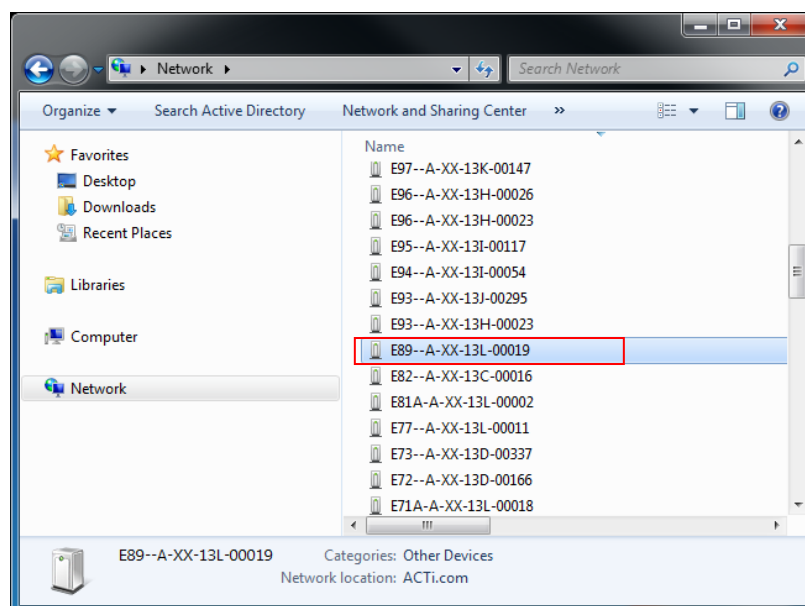 Network
Search Network
Organize Search Active Directory Network and Sharing Center »
Favorites
Desktop
Downloads
Recent Places
Libraries
Computer
Network
Name
E97--A-XX-13K-00147
E96--A-XX-13H-00026
E96--A-XX-13H-00023
E95--A-XX-13I-00117
E94--A-XX-13I-00054
E93--A-XX-13J-00295
E93--A-XX-13H-00023
E89--A-XX-13L-00019
E82--A-XX-13C-00016
E81A-A-XX-13L-00002
E77--A-XX-13L-00011
E73--A-XX-13D-00337
E72--A-XX-13D-00166
E71A-A-XX-13L-00018
E89--A-XX-13L-00019 Categories: Other Devices
Network location: ACTi.com